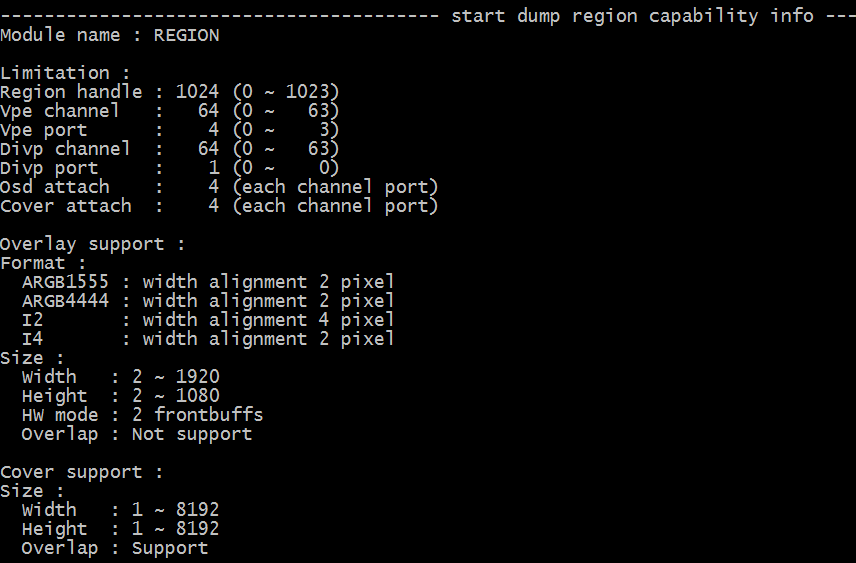 ---------------------------------------- start dump region capability info ---
Module name : REGION
Limitation :
Region handle : 1024 (0 ~ 1023)
Vpe channel   :   64 (0 ~   63)
Vpe port      :    4 (0 ~    3)
Divp channel  :   64 (0 ~   63)
Divp port     :    1 (0 ~    0)
Osd attach    :    4 (each channel port)
Cover attach  :    4 (each channel port)
Overlay support :
Format :
  ARGB1555 : width alignment 2 pixel
  ARGB4444 : width alignment 2 pixel
  I2       : width alignment 4 pixel
  I4       : width alignment 2 pixel
Size :
  Width   : 2 ~ 1920
  Height  : 2 ~ 1080
  HW mode : 2 frontbuffs
  Overlap : Not support
Cover support :
Size :
  Width   : 1 ~ 8192
  Height  : 1 ~ 8192
  Overlap : Support